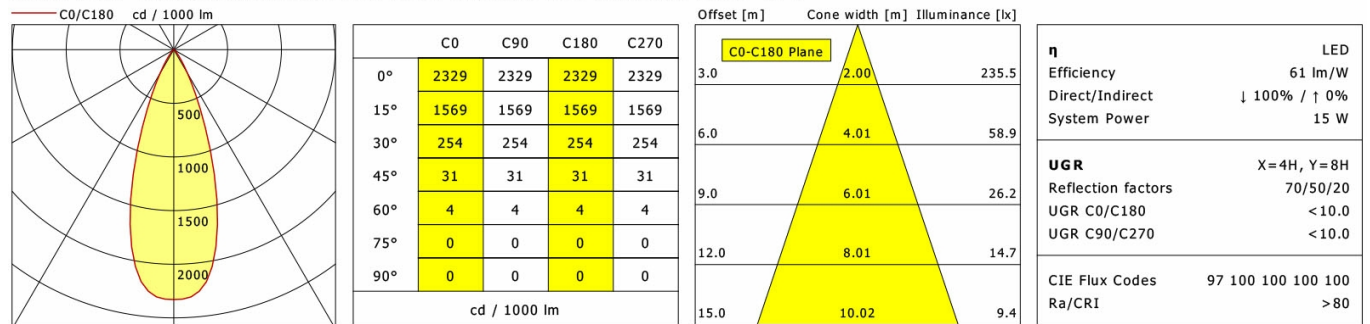 C0/C180 cd / 1000 lm
500
1000
1500
2000
C0 C90 C180 C270
0° 2329 2329 2329 2329
15° 1569 1569 1569 1569
30° 254 254 254 254
45° 31 31 31 31
60° 4 4 4 4
75° 0 0 0 0
90° 0 0 0 0
cd / 1000 lm
Offset [m] Cone width [m] Illuminance [lx]
C0-C180 Plane
3.0 2.00 235.5
6.0 4.01 58.9
9.0 6.01 26.2
12.0 8.01 14.7
15.0 10.02 9.4
η LED
Efficiency 61 lm/W
Direct/Indirect ↓ 100% / ↑ 0%
System Power 15 W
UGR X=4H, Y=8H
Reflection factors 70/50/20
UGR C0/C180 <10.0
UGR C90/C270 <10.0
CIE Flux Codes 97 100 100 100 100
Ra/CRI >80